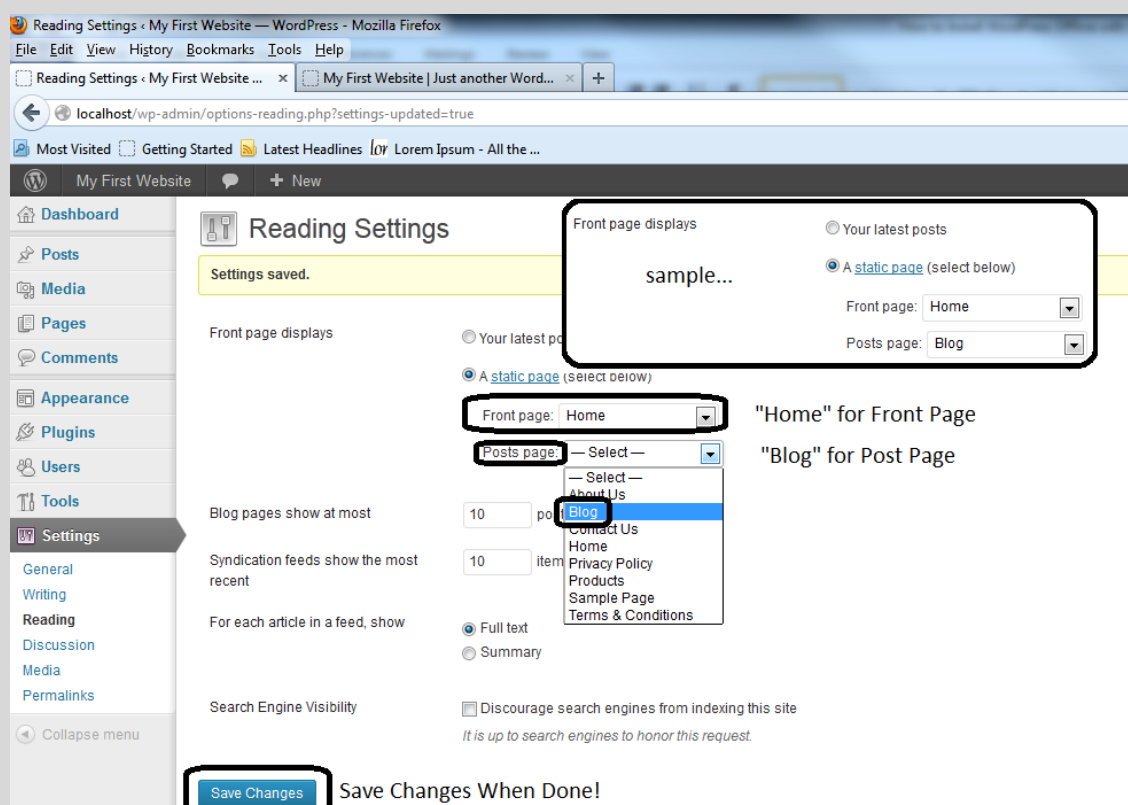 Reading Settings ‹ My First Website — WordPress - Mozilla Firefox
File Edit View History Bookmarks Tools Help
Reading Settings ‹ My First Website ... × My First Website | Just another Word... × +
localhost/wp-admin/options-reading.php?settings-updated=true
Most Visited Getting Started Latest Headlines lor Lorem Ipsum - All the ...
My First Website + New
Dashboard
Posts
Media
Pages
Comments
Appearance
Plugins
Users
Tools
Settings
General
Writing
Reading
Discussion
Media
Permalinks
Collapse menu
Reading Settings
Settings saved.
Front page displays
Your latest posts
sample...
A static page (select below)
Front page: Home
Posts page: Blog
Front page displays
Your latest po
A static page (select below)
Front page: Home
"Home" for Front Page
Posts page: — Select —
"Blog" for Post Page
— Select —
About Us
Blog
Contact Us
Home
Privacy Policy
Products
Sample Page
Terms & Conditions
Blog pages show at most
10 po
Syndication feeds show the most
recent
10 item
For each article in a feed, show
Full text
Summary
Search Engine Visibility
Discourage search engines from indexing this site
It is up to search engines to honor this request.
Save Changes
Save Changes When Done!